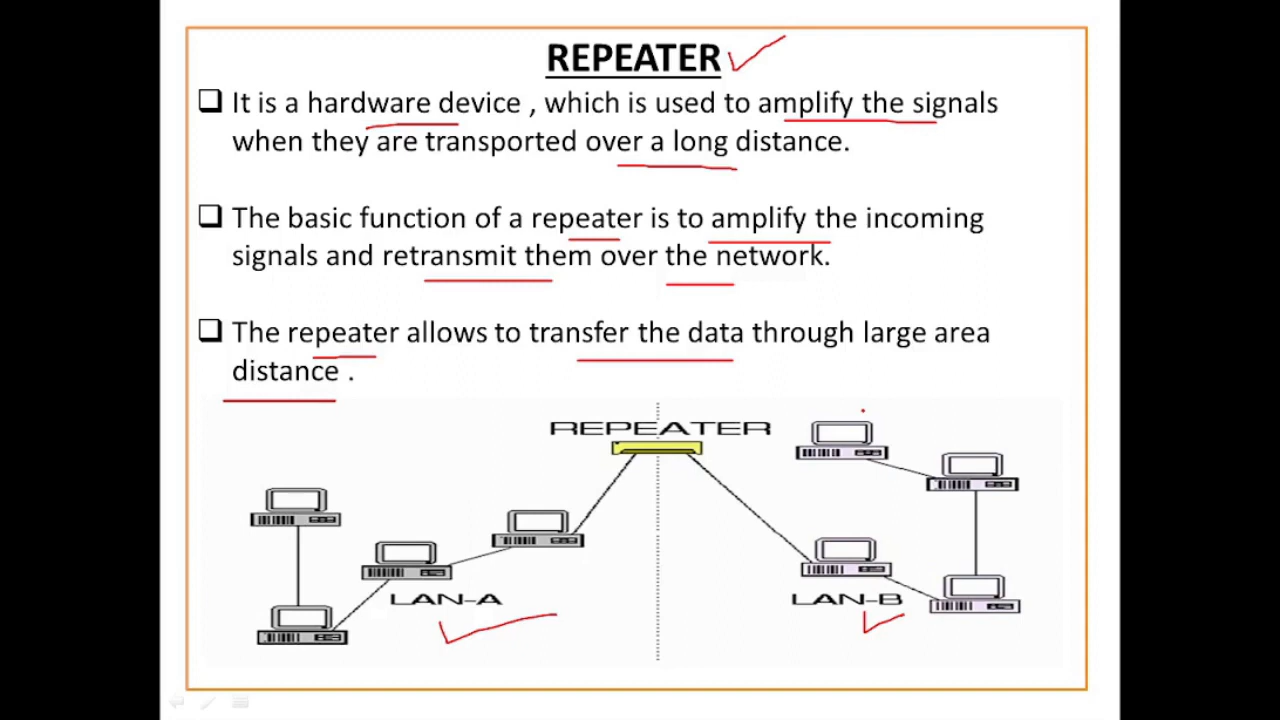 REPEATER
❑ It is a hardware device , which is used to amplify the signals
when they are transported over a long distance.
❑ The basic function of a repeater is to amplify the incoming
signals and retransmit them over the network.
❑ The repeater allows to transfer the data through large area
distance .
REPEATER
LAN-A
LAN-B